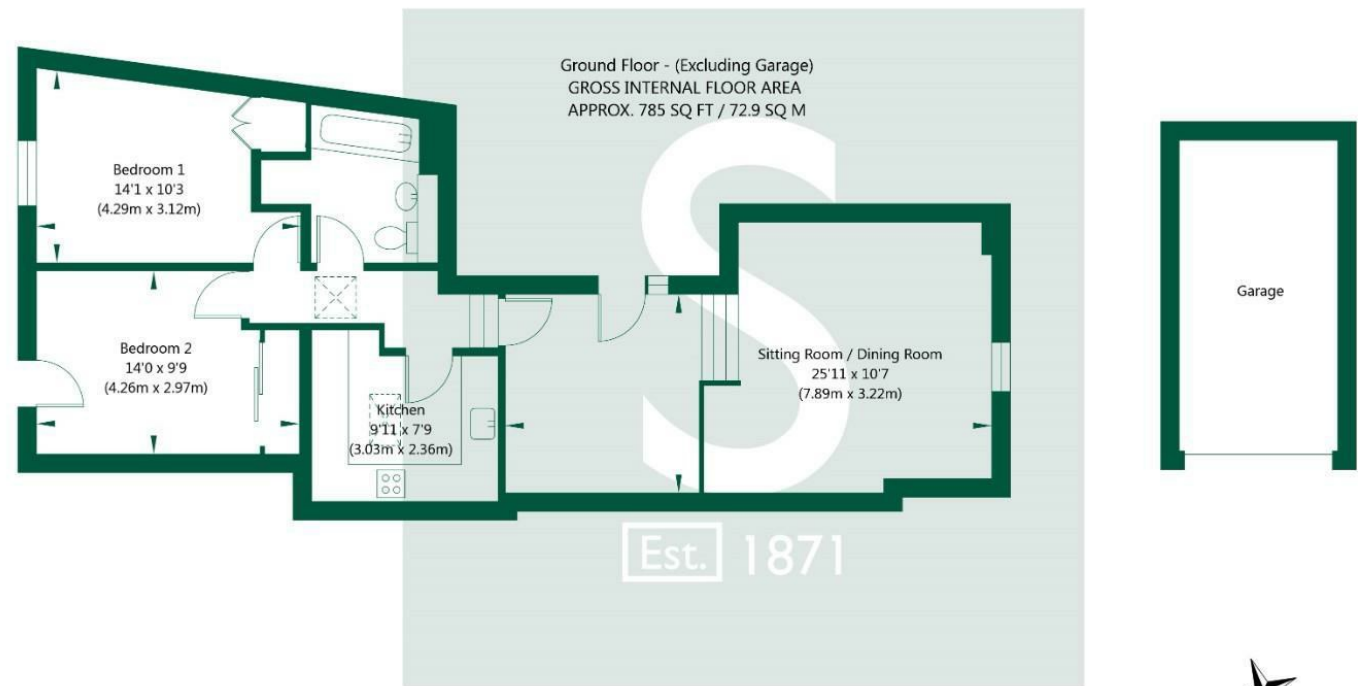 Ground Floor - (Excluding Garage)
GROSS INTERNAL FLOOR AREA
APPROX. 785 SQ FT / 72.9 SQ M
S
Bedroom 1
14'1 x 10'3
(4.29m x 3.12m)
Bedroom 2
14'0 x 9'9
(4.26m x 2.97m)
Kitchen
9'11 x 7'9
(3.03m x 2.36m)
Sitting Room / Dining Room
25'11 x 10'7
(7.89m x 3.22m)
Garage
Est. 1871